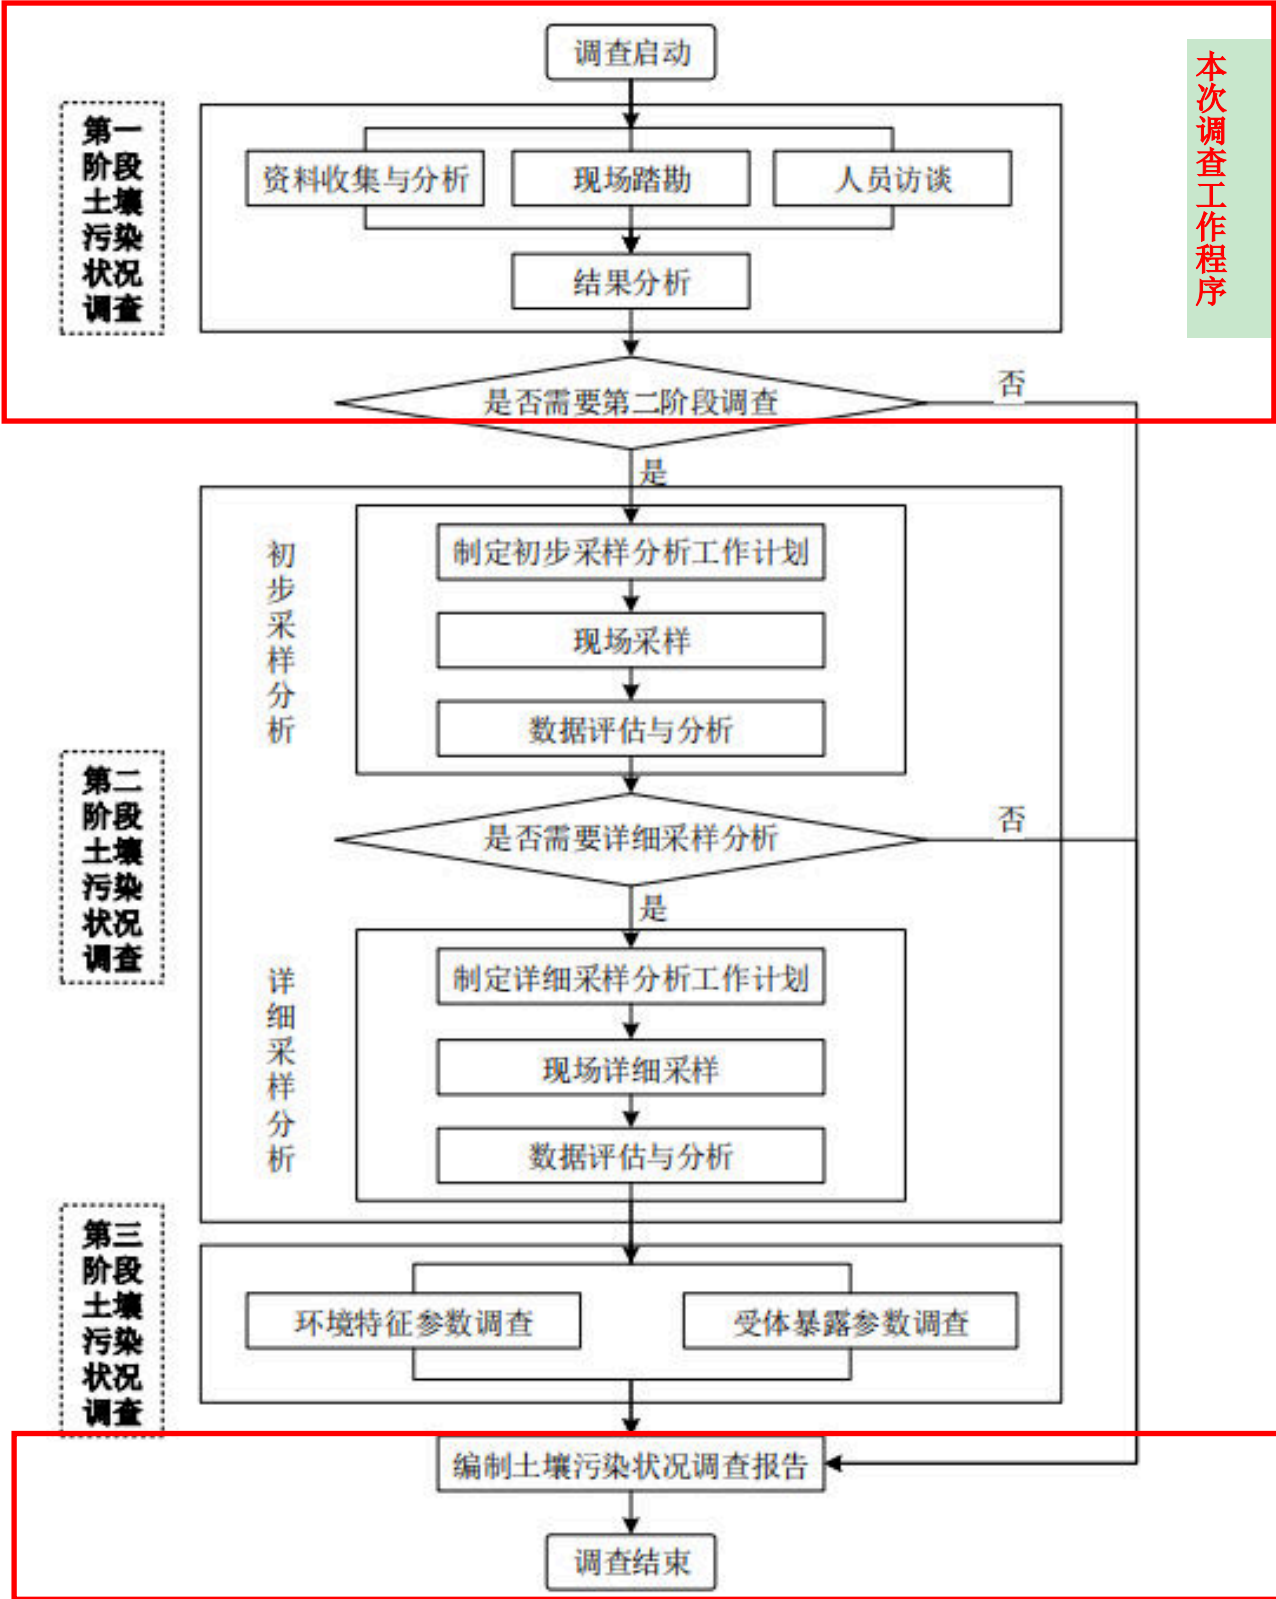 调查启动
本次调查工作程序
第一
阶段
土壤
污染
状况
调查
资料收集与分析
现场踏勘
人员访谈
结果分析
是否需要第二阶段调查
否
是
初步采样分析
制定初步采样分析工作计划
现场采样
数据评估与分析
第二
阶段
土壤
污染
状况
调查
是否需要详细采样分析
否
是
详细采样分析
制定详细采样分析工作计划
现场详细采样
数据评估与分析
第三
阶段
土壤
污染
状况
调查
环境特征参数调查
受体暴露参数调查
编制土壤污染状况调查报告
调查结束